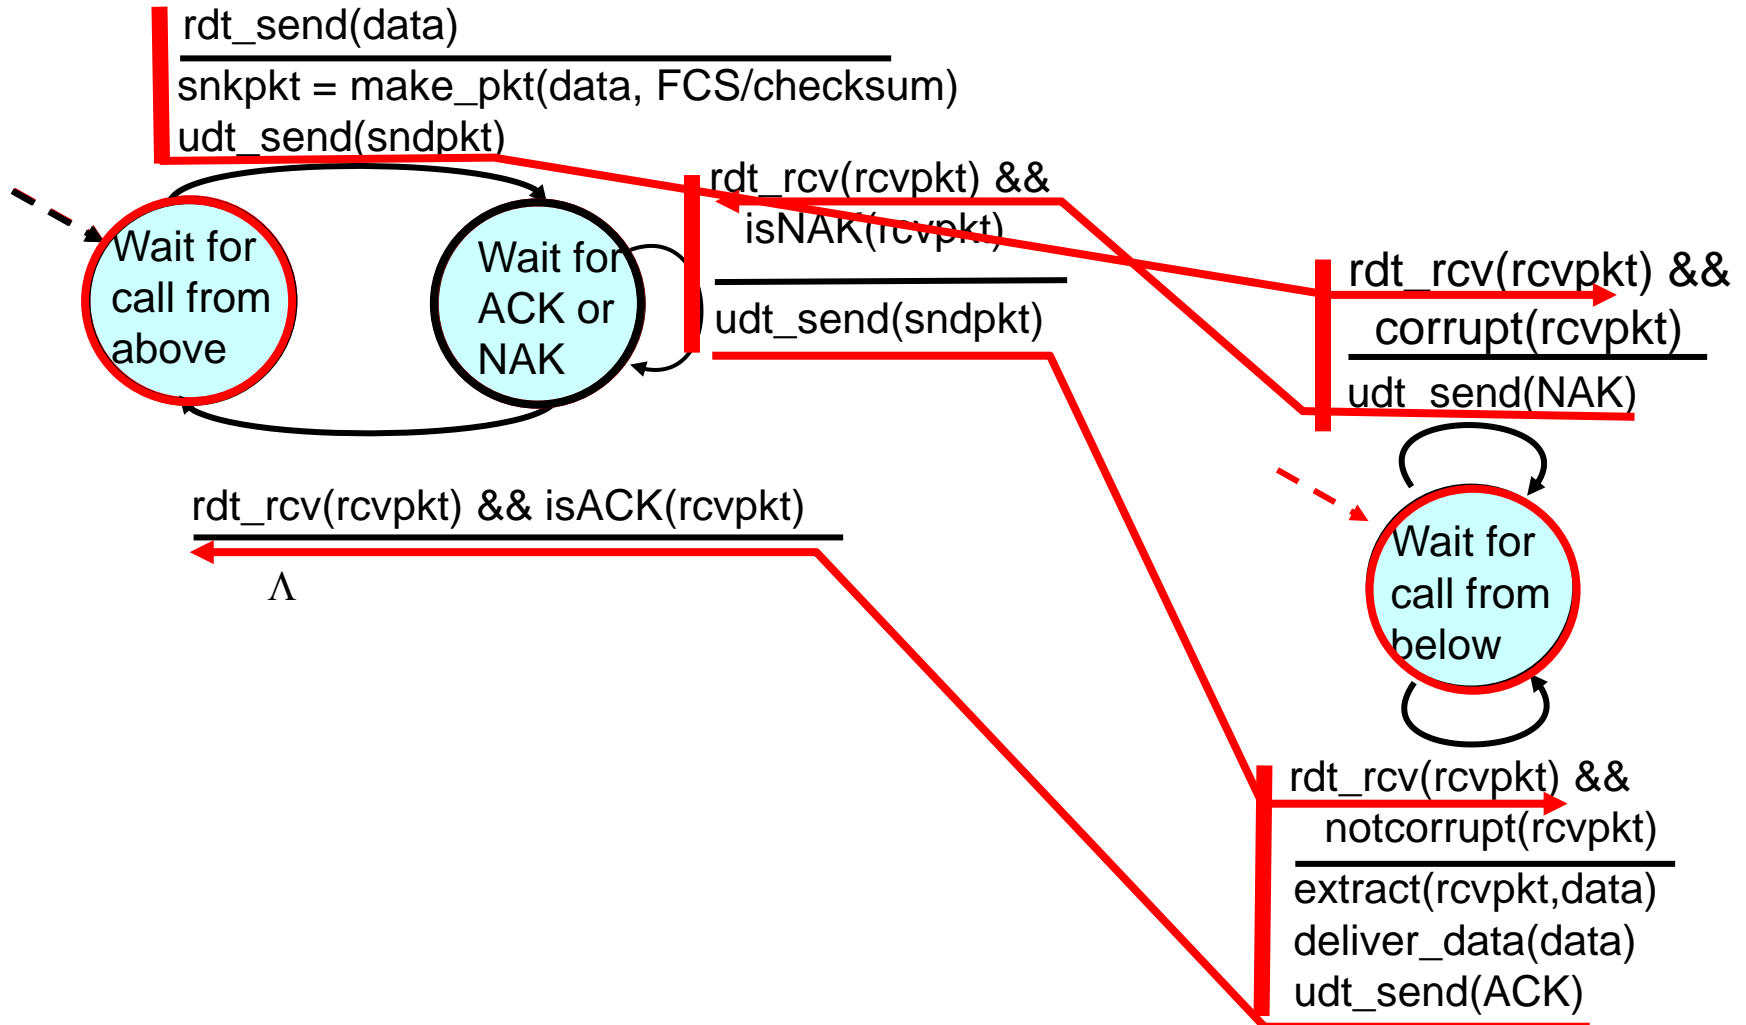 rdt_send(data)
snkpkt = make_pkt(data, FCS/checksum)
udt_send(sndpkt)
Wait for
call from
above
Wait for
ACK or
NAK
rdt_rcv(rcvpkt) &&
isNAK(rcvpkt)
udt_send(sndpkt)
rdt_rcv(rcvpkt) && isACK(rcvpkt)
Λ
rdt_rcv(rcvpkt) &&
corrupt(rcvpkt)
udt_send(NAK)
Wait for
call from
below
rdt_rcv(rcvpkt) &&
notcorrupt(rcvpkt)
extract(rcvpkt,data)
deliver_data(data)
udt_send(ACK)